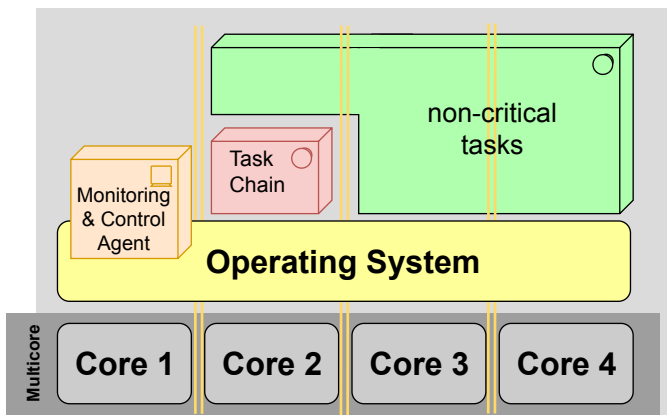 non-critical
tasks
Task
Chain
Monitoring
& Control
Agent
Operating System
Multicore
Core 1
Core 2
Core 3
Core 4